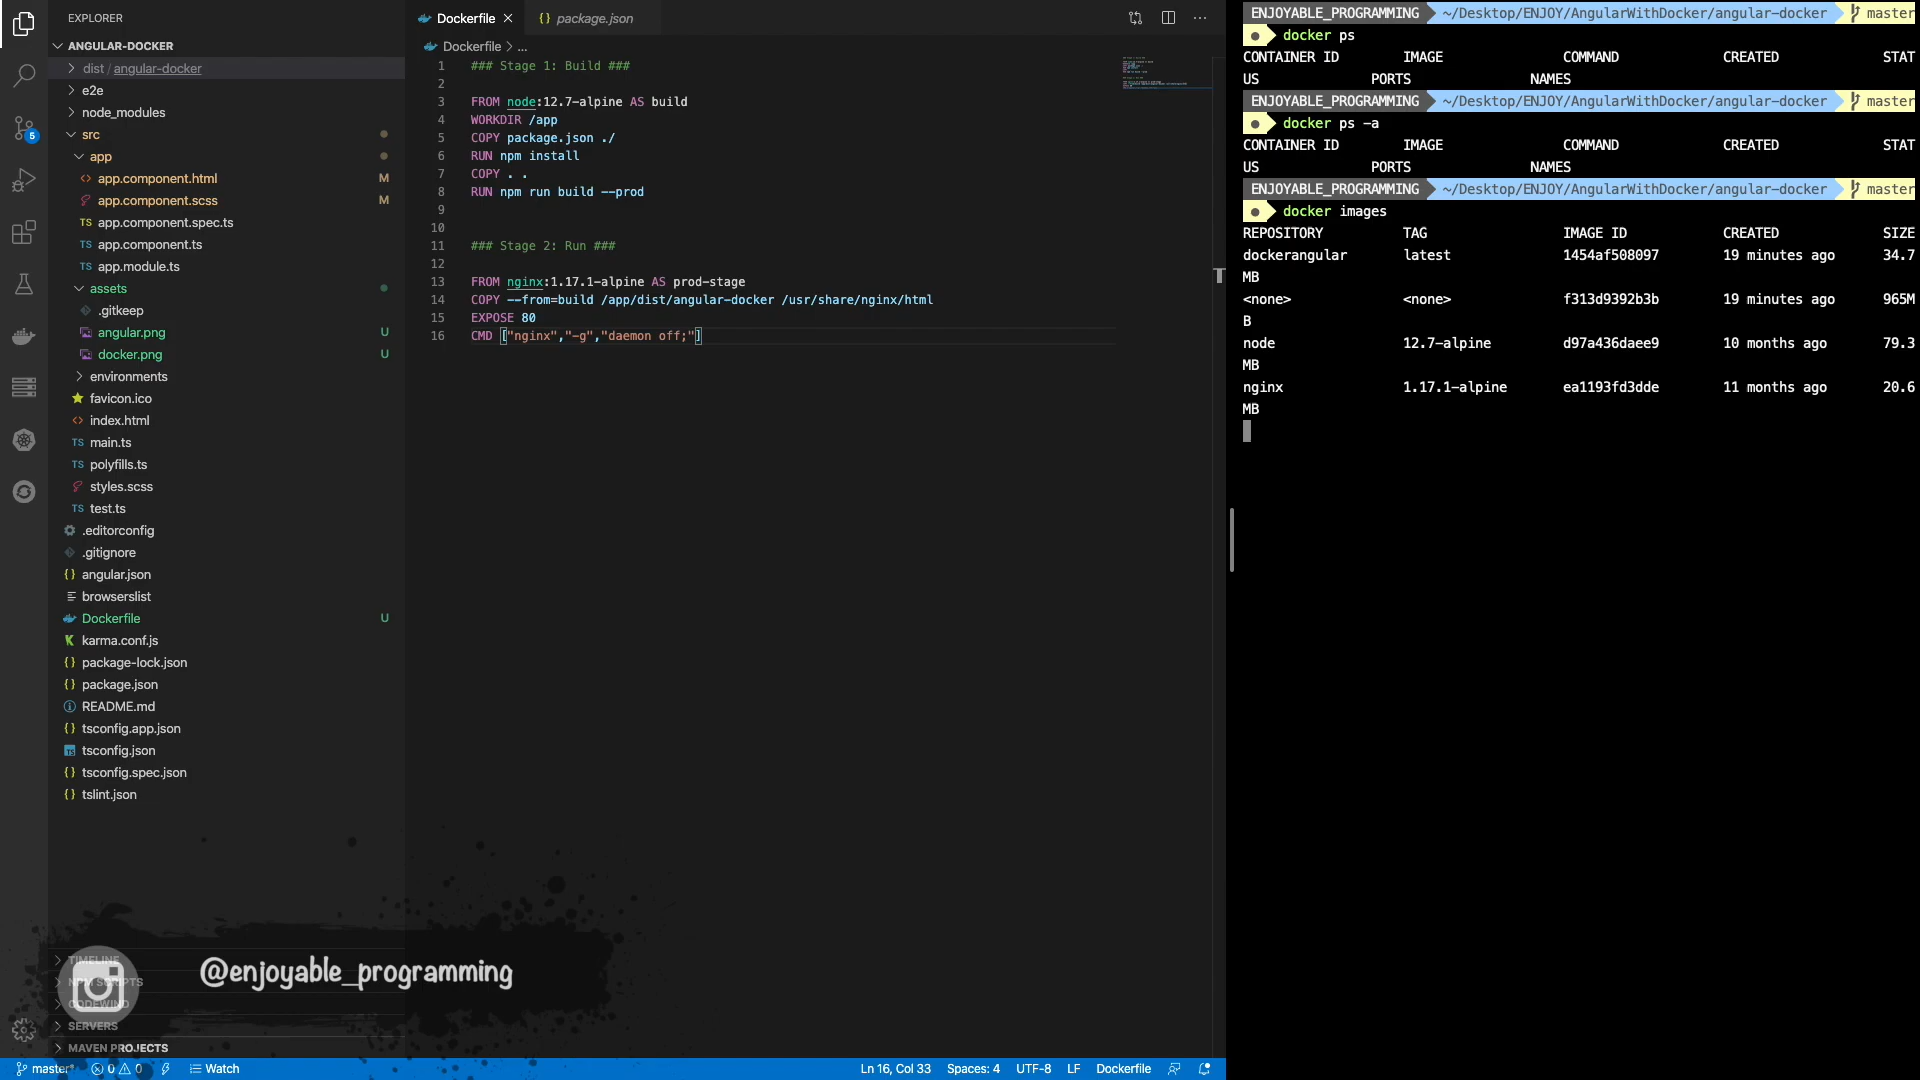 EXPLORER
ANGULAR-DOCKER
dist / angular-docker
e2e
node_modules
src
app
app.component.html M
app.component.scss M
TS app.component.spec.ts
TS app.component.ts
TS app.module.ts
assets
.gitkeep
angular.png U
docker.png U
environments
favicon.ico
index.html
TS main.ts
TS polyfills.ts
styles.scss
TS test.ts
.editorconfig
.gitignore
{} angular.json
browserslist
Dockerfile U
K karma.conf.js
{} package-lock.json
{} package.json
README.md
{} tsconfig.app.json
TS tsconfig.json
{} tsconfig.spec.json
{} tslint.json
TIMELINE
NPM SCRIPTS
CODEWIND
SERVERS
MAVEN PROJECTS
5
@enjoyable_programming
Dockerfile
{} package.json
Dockerfile > ...
1 ### Stage 1: Build ###
2
3 FROM node:12.7-alpine AS build
4 WORKDIR /app
5 COPY package.json ./
6 RUN npm install
7 COPY . .
8 RUN npm run build --prod
9
10
11 ### Stage 2: Run ###
12
13 FROM nginx:1.17.1-alpine AS prod-stage
14 COPY --from=build /app/dist/angular-docker /usr/share/nginx/html
15 EXPOSE 80
16 CMD ["nginx","-g","daemon off;"]
master* 0 0 Watch
Ln 16, Col 33 Spaces: 4 UTF-8 LF Dockerfile
ENJOYABLE_PROGRAMMING ~/Desktop/ENJOY/AngularWithDocker/angular-docker master
docker ps
CONTAINER ID IMAGE COMMAND CREATED STAT
US PORTS NAMES
ENJOYABLE_PROGRAMMING ~/Desktop/ENJOY/AngularWithDocker/angular-docker master
docker ps -a
CONTAINER ID IMAGE COMMAND CREATED STAT
US PORTS NAMES
ENJOYABLE_PROGRAMMING ~/Desktop/ENJOY/AngularWithDocker/angular-docker master
docker images
REPOSITORY TAG IMAGE ID CREATED SIZE
dockerangular latest 1454af508097 19 minutes ago 34.7
MB
<none> <none> f313d9392b3b 19 minutes ago 965M
B
node 12.7-alpine d97a436daee9 10 months ago 79.3
MB
nginx 1.17.1-alpine ea1193fd3dde 11 months ago 20.6
MB